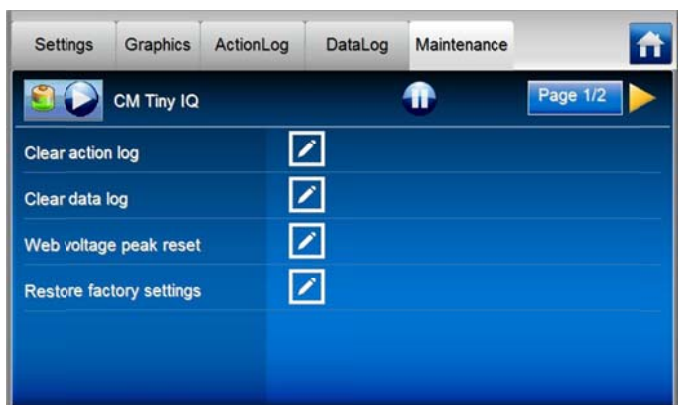 Settings Graphics ActionLog DataLog Maintenance
CM Tiny IQ Page 1/2
Clear action log
Clear data log
Web voltage peak reset
Restore factory settings